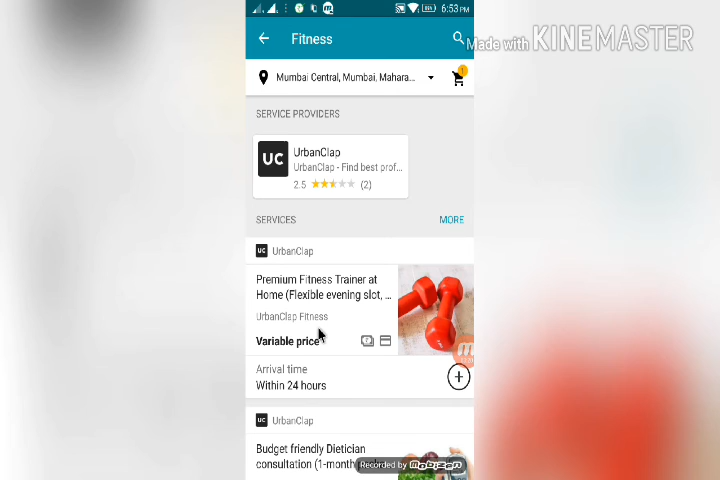 6:53 PM
Fitness
Made with KINEMASTER
Mumbai Central, Mumbai, Mahara...
1
SERVICE PROVIDERS
UC
UrbanClap
UrbanClap - Find best prof...
2.5 (2)
SERVICES MORE
UC UrbanClap
Premium Fitness Trainer at
Home (Flexible evening slot, ...
UrbanClap Fitness
Variable price
Arrival time
Within 24 hours
UC UrbanClap
Budget friendly Dietician
consultation (1-month
Recorded by mobizen